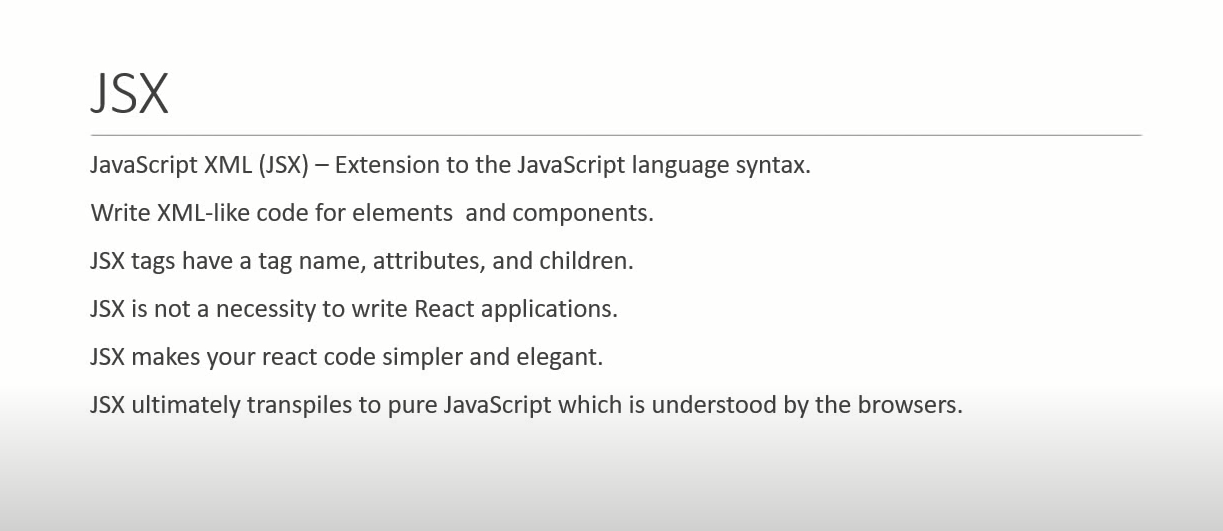 JSX
JavaScript XML (JSX) – Extension to the JavaScript language syntax.
Write XML-like code for elements  and components.
JSX tags have a tag name, attributes, and children.
JSX is not a necessity to write React applications.
JSX makes your react code simpler and elegant.
JSX ultimately transpiles to pure JavaScript which is understood by the browsers.